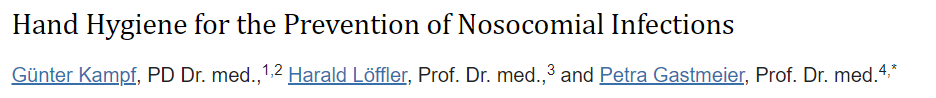 Hand Hygiene for the Prevention of Nosocomial Infections
Günter Kampf, PD Dr. med.,1,2 Harald Löffler, Prof. Dr. med.,3 and Petra Gastmeier, Prof. Dr. med.4,*